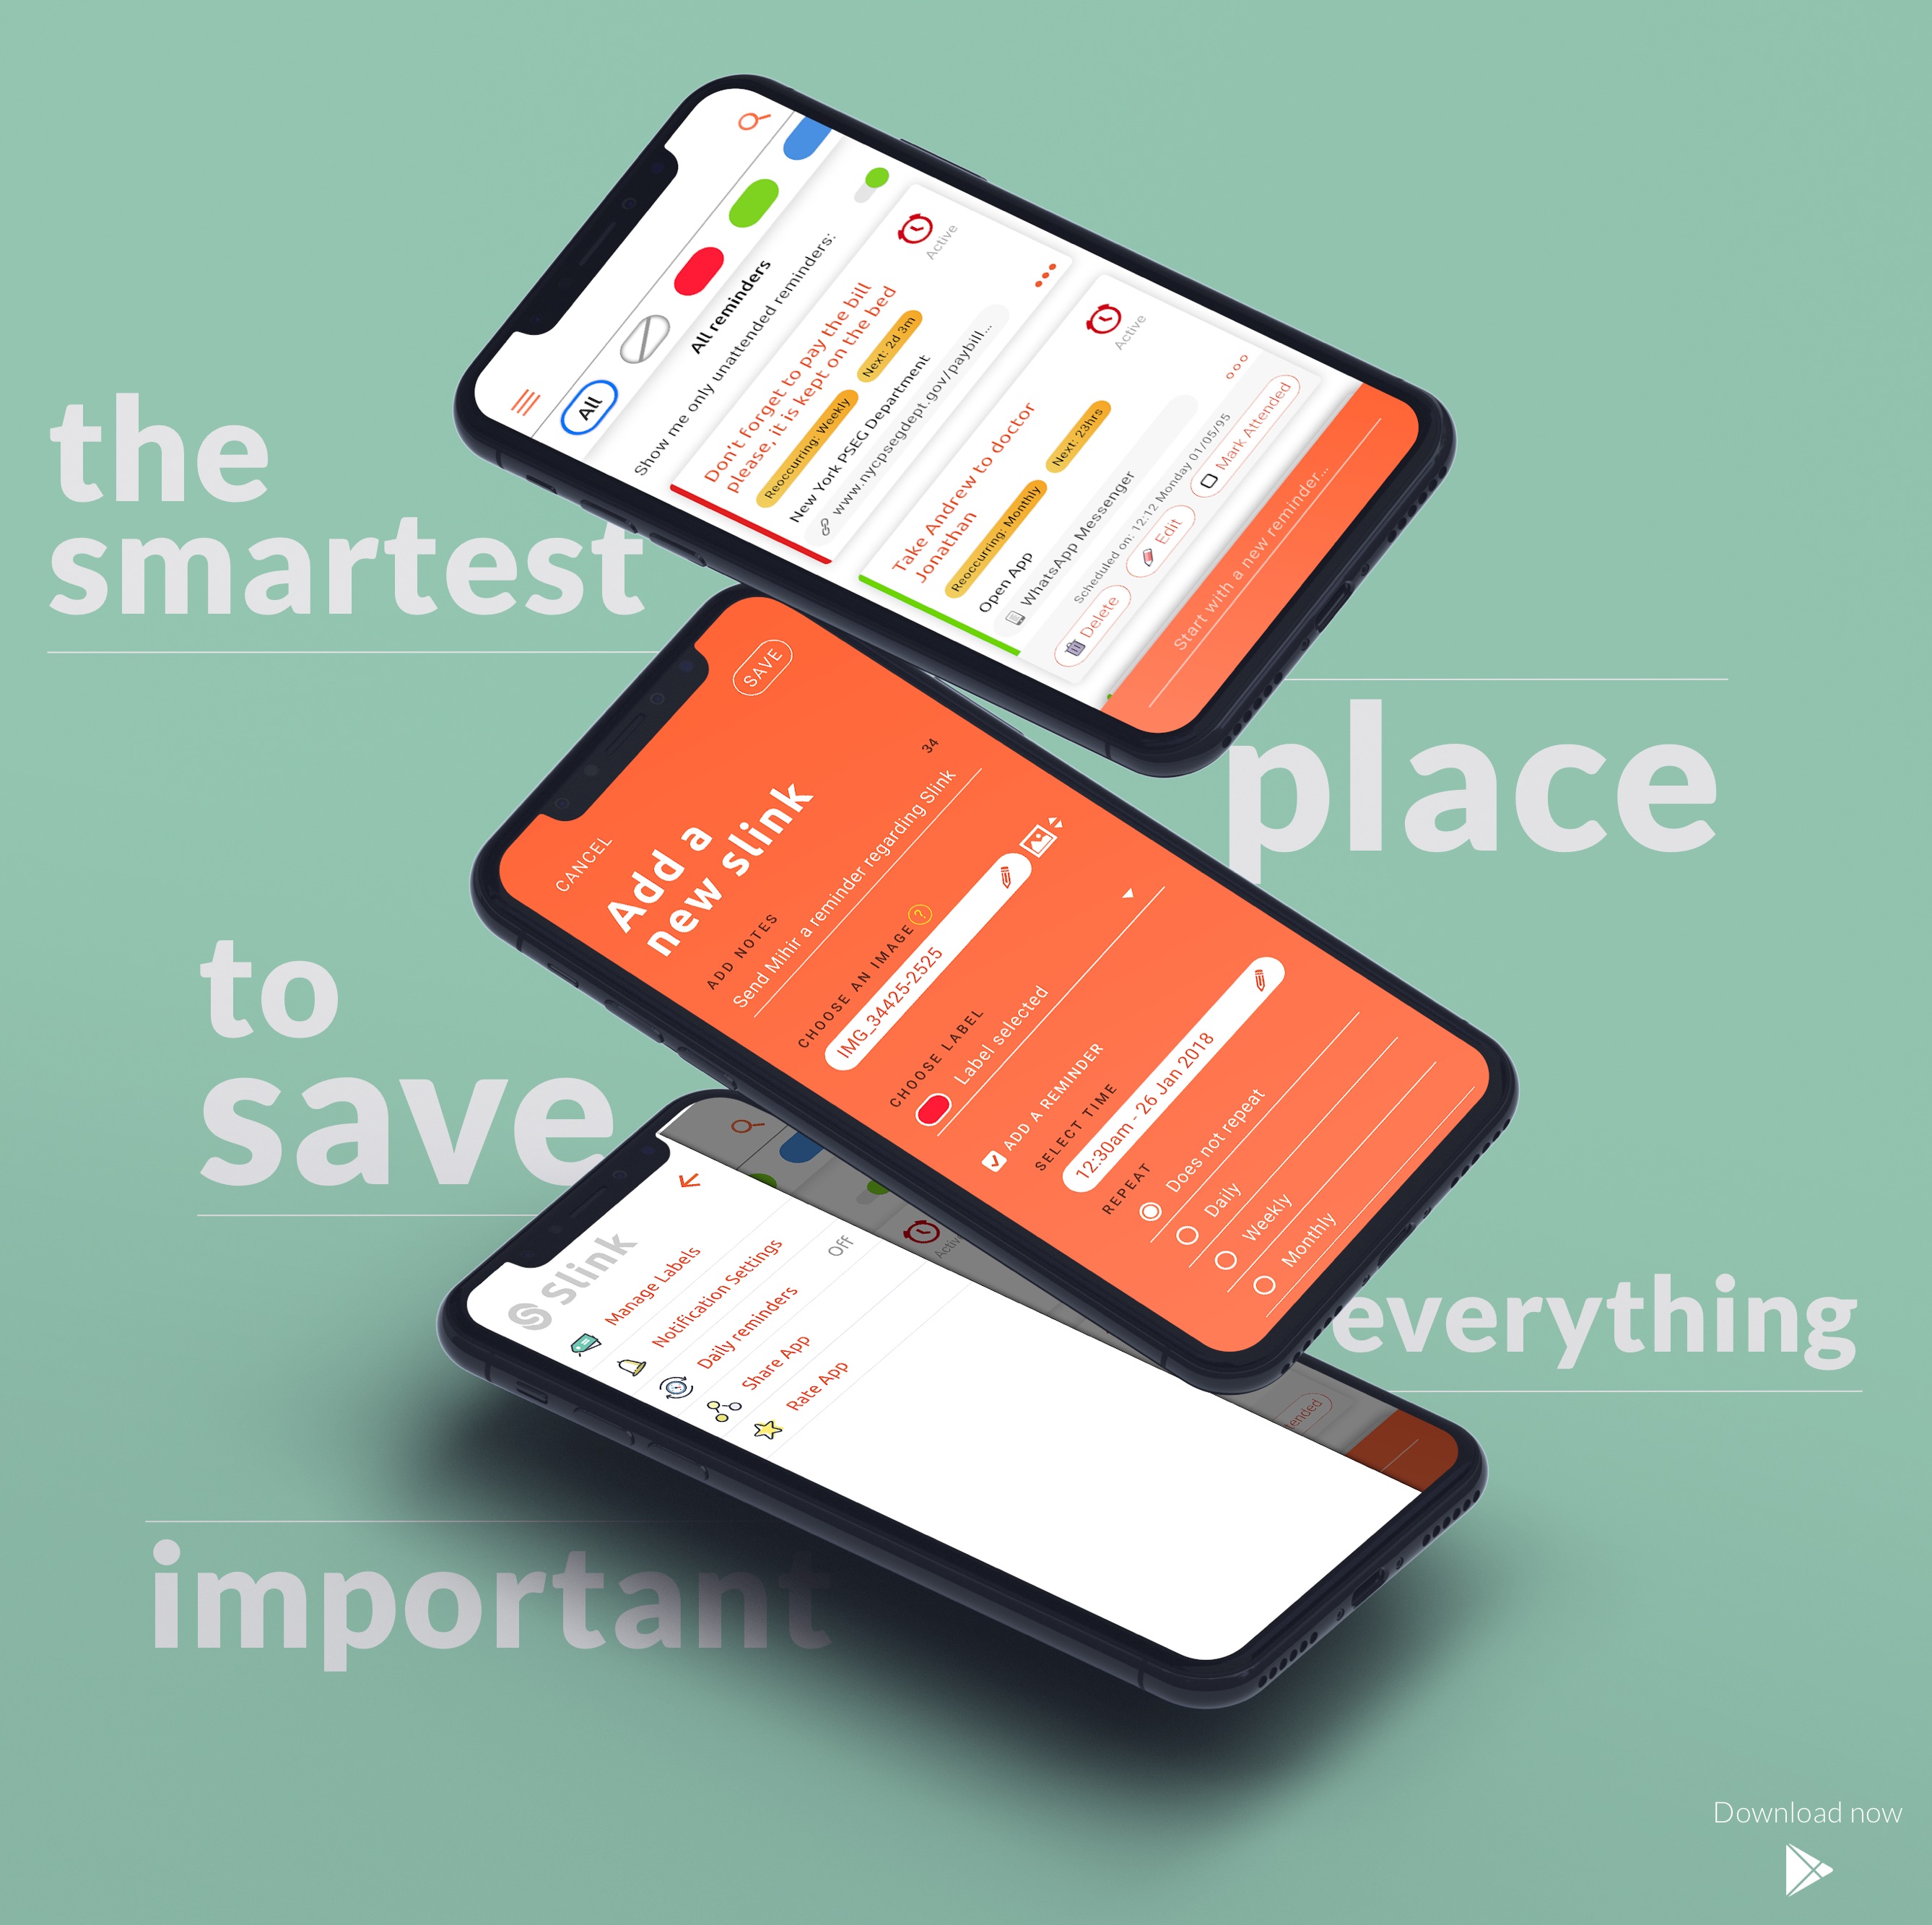 the
smartest
place
to
save
everything
important
All
All reminders
Show me only unattended reminders:
Don't forget to pay the bill
please, it is kept on the bed
Active
Reoccurring: Weekly
Next: 2d 3m
New York PSEG Department
www.nycpsegdept.gov/paybill...
Take Andrew to doctor
Jonathan
Active
Reoccurring: Monthly
Next: 23hrs
Open App
WhatsApp Messenger
Scheduled on: 12:12 Monday 01/05/95
Delete
Edit
Mark Attended
Start with a new reminder...
CANCEL
SAVE
Add a
new slink
ADD NOTES
34
Send Mihir a reminder regarding Slink
CHOOSE AN IMAGE ?
IMG_34425-2525
CHOOSE LABEL
Label selected
ADD A REMINDER
SELECT TIME
12:30am - 26 Jan 2018
REPEAT
Does not repeat
Daily
Weekly
Monthly
Slink
Manage Labels
Notification Settings
Daily reminders
Off
Share App
Rate App
Download now